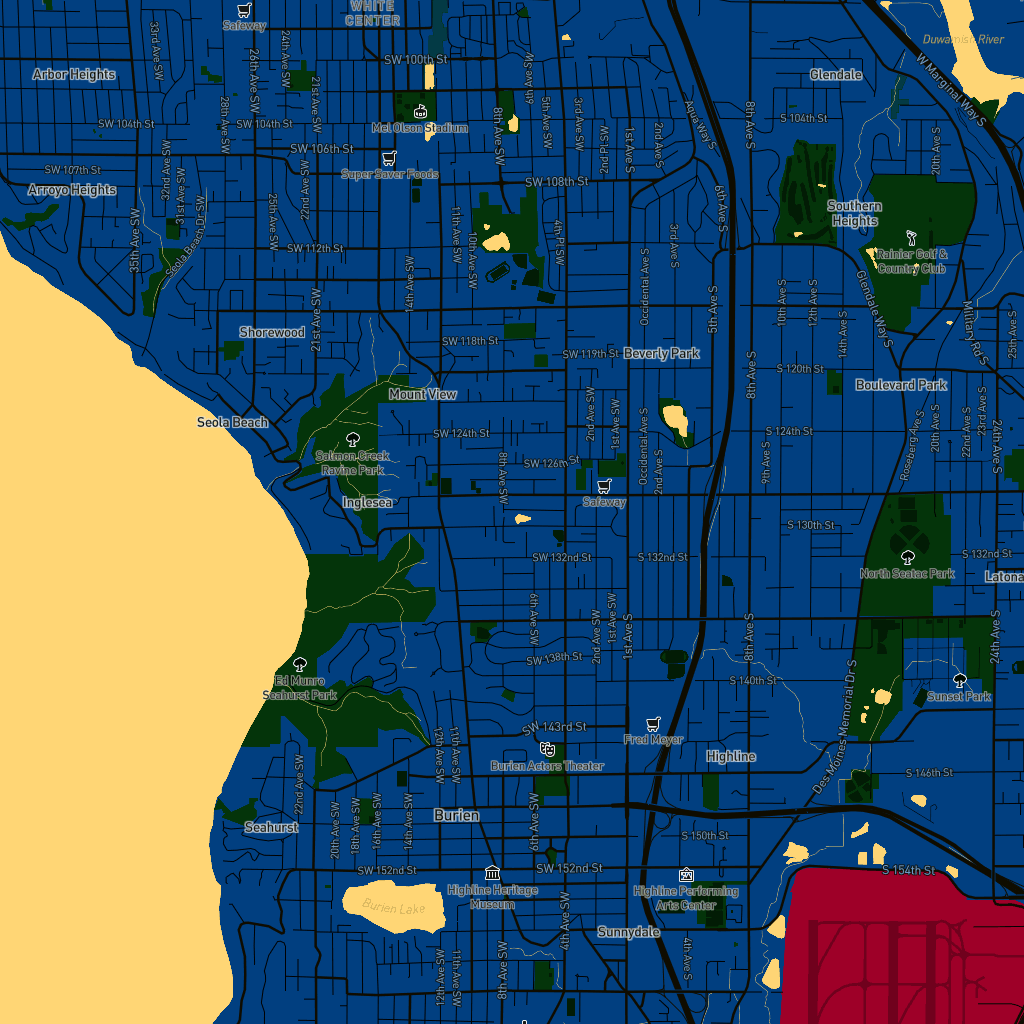 WHITE
CENTER
Safeway
Duwamish River
SW 100th St
Arbor Heights
Glendale
33rd Ave SW
26th Ave SW
24th Ave SW
21st Ave SW
28th Ave SW
W Marginal Way S
6th Ave SW
8th Ave SW
5th Ave SW
3rd Ave SW
2nd Pl SW
1st Ave S
2nd Ave S
Aqua Way S
8th Ave S
S 104th St
20th Ave S
SW 104th St
SW 104th St
Mel Olson Stadium
SW 106th St
SW 107th St
Super Saver Foods
SW 108th St
Arroyo Heights
32nd Ave SW
31st Ave SW
22nd Ave SW
25th Ave SW
35th Ave SW
Seola Beach Dr SW
11th Ave SW
10th Ave SW
4th Pl SW
3rd Ave S
6th Ave S
Southern
Heights
Rainier Golf &
Country Club
SW 112th St
14th Ave SW
Occidental Ave S
5th Ave S
10th Ave S
12th Ave S
14th Ave S
Glendale Way S
Military Rd S
25th Ave S
Shorewood
21st Ave SW
SW 118th St
SW 119th St
Beverly Park
8th Ave S
S 120th St
Boulevard Park
Mount View
Seola Beach
2nd Ave SW
1st Ave SW
Occidental Ave S
2nd Ave S
SW 124th St
S 124th St
9th Ave S
Roseberg Ave S
20th Ave S
22nd Ave S
23rd Ave S
24th Ave S
Salmon Creek
Ravine Park
8th Ave SW
SW 126th St
Safeway
Inglesea
S 130th St
SW 132nd St
S 132nd St
S 132nd St
North Seatac Park
Latona
6th Ave SW
2nd Ave SW
1st Ave SW
1st Ave S
8th Ave S
24th Ave S
SW 138th St
Ed Munro
Seahurst Park
S 140th St
Sunset Park
Des Moines Memorial Dr S
SW 143rd St
Fred Meyer
12th Ave SW
11th Ave SW
Burien Actors Theater
Highline
S 146th St
22nd Ave SW
20th Ave SW
18th Ave SW
16th Ave SW
14th Ave SW
Burien
6th Ave SW
Seahurst
S 150th St
SW 152nd St
SW 152nd St
S 154th St
Highline Heritage
Museum
Highline Performing
Arts Center
Burien Lake
4th Ave SW
Sunnydale
12th Ave SW
11th Ave SW
8th Ave SW
4th Ave S